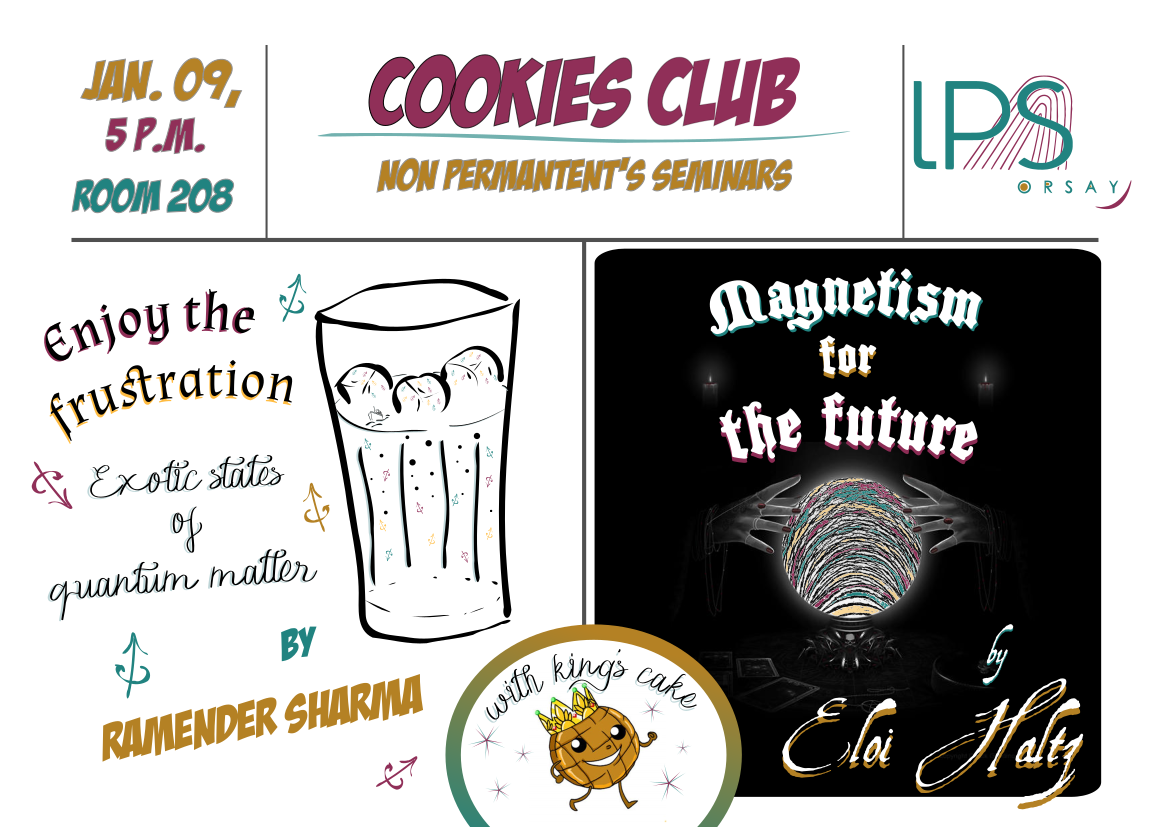 JAN. 09,
5 P.M.
ROOM 208
COOKIES CLUB
NON PERMANTENT'S SEMINARS
LPS
ORSAY
Enjoy the
frustration
Exotic states
of
quantum matter
BY
RAMENDER SHARMA
Magnetism
for
the future
by
Eloi Haltz
with king's cake